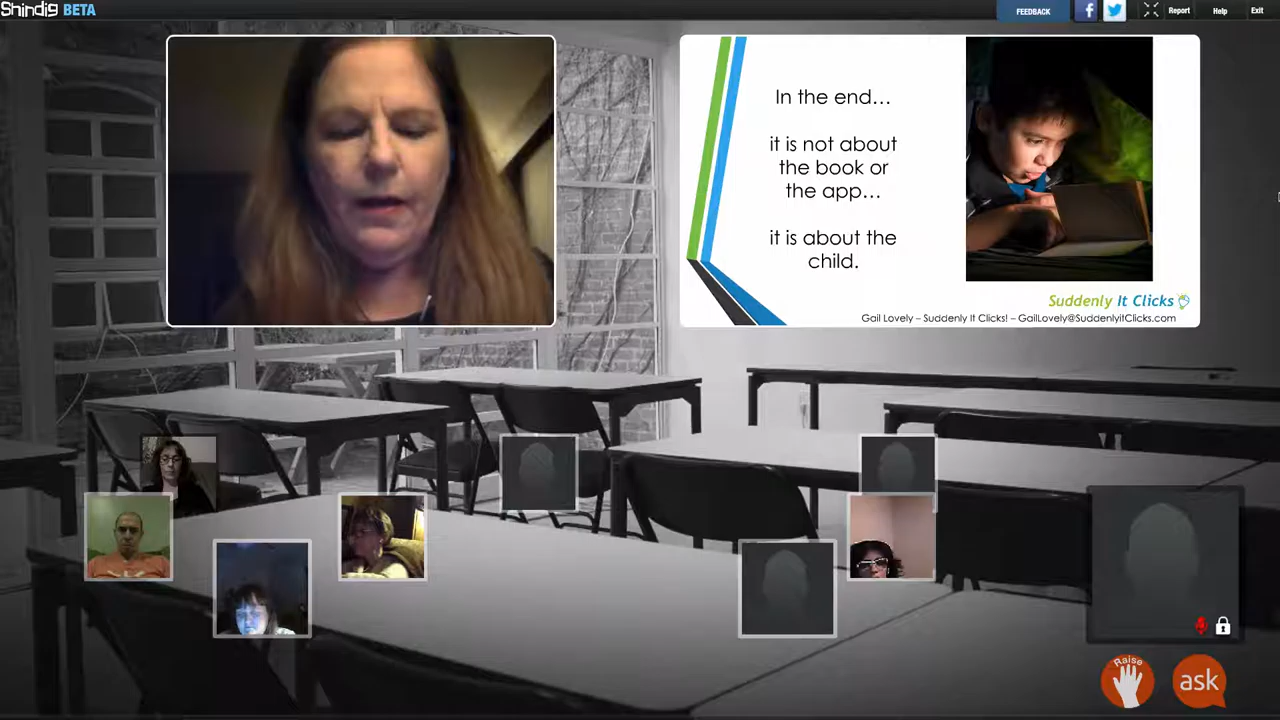 Shindig BETA
FEEDBACK
f
Report
Help
Exit
In the end…
it is not about
the book or
the app…
it is about the
child.
Suddenly It Clicks
Gail Lovely – Suddenly It Clicks! – GailLovely@SuddenlyitClicks.com
Raise
ask